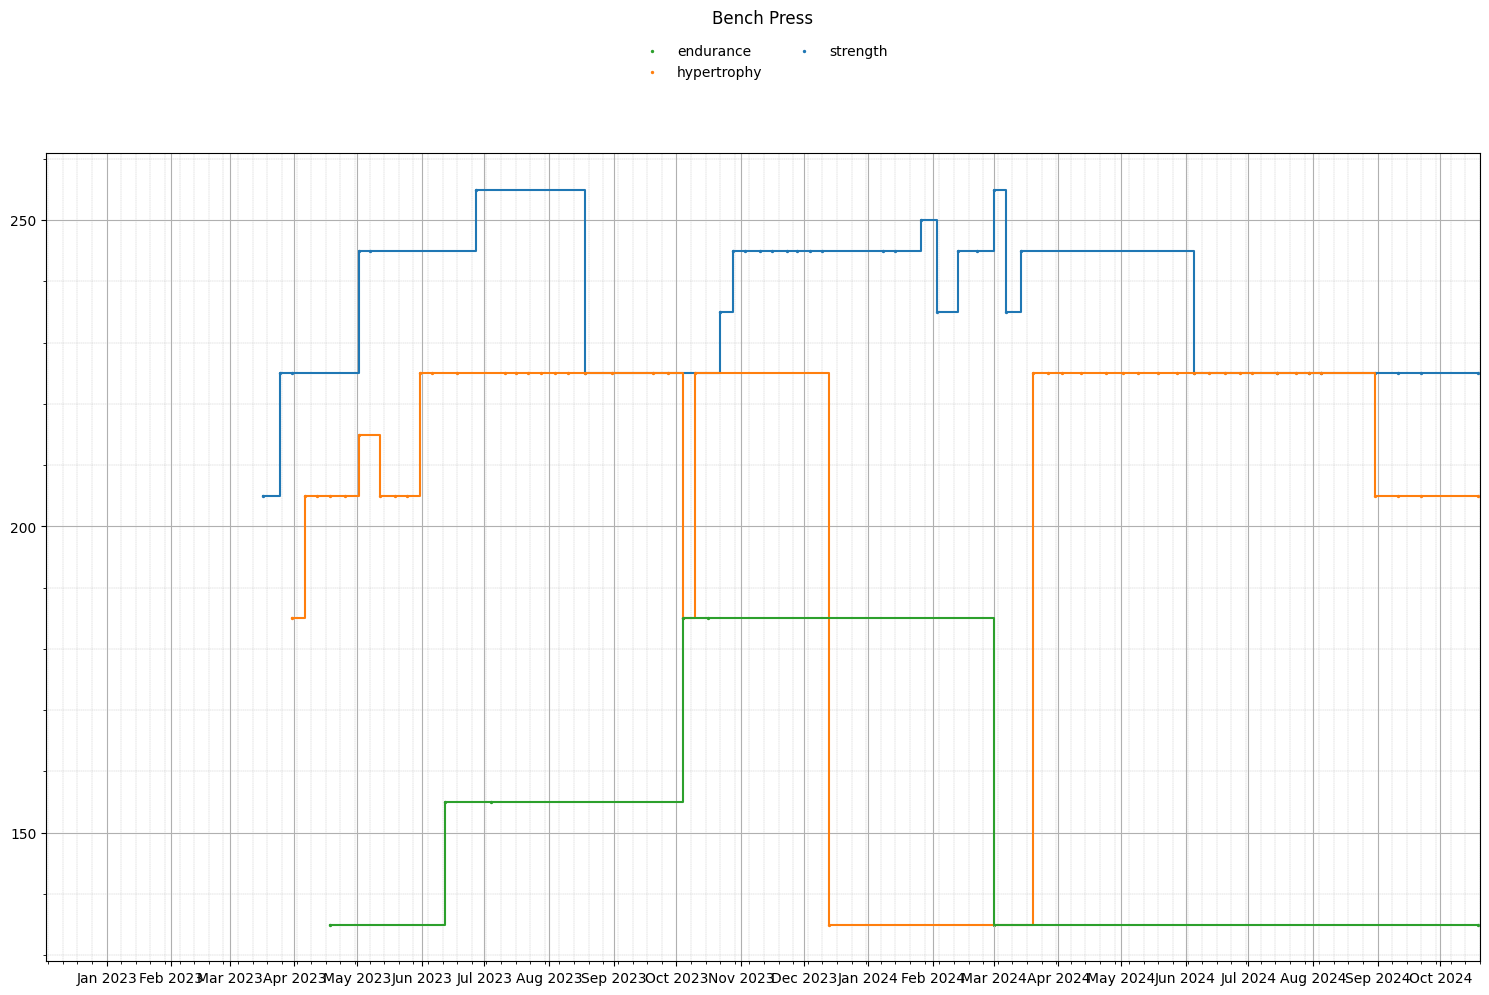 Bench Press
endurance strength
hypertrophy
250
200
150
Jan 2023 Feb 2023 Mar 2023 Apr 2023 May 2023 Jun 2023 Jul 2023 Aug 2023 Sep 2023 Oct 2023 Nov 2023 Dec 2023 Jan 2024 Feb 2024 Mar 2024 Apr 2024 May 2024 Jun 2024 Jul 2024 Aug 2024 Sep 2024 Oct 2024